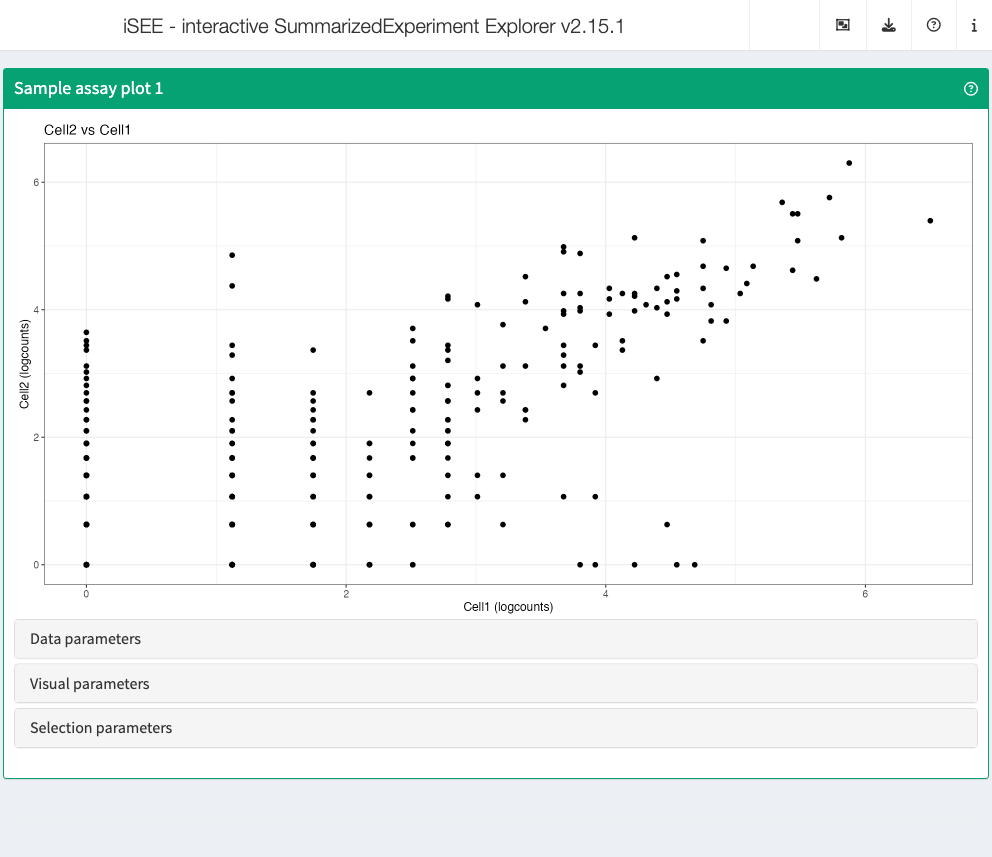 iSEE - interactive SummarizedExperiment Explorer v2.15.1
Sample assay plot 1
Cell2 vs Cell1
6
4
2
0
Cell2 (logcounts)
0 2 4 6
Cell1 (logcounts)
Data parameters
Visual parameters
Selection parameters